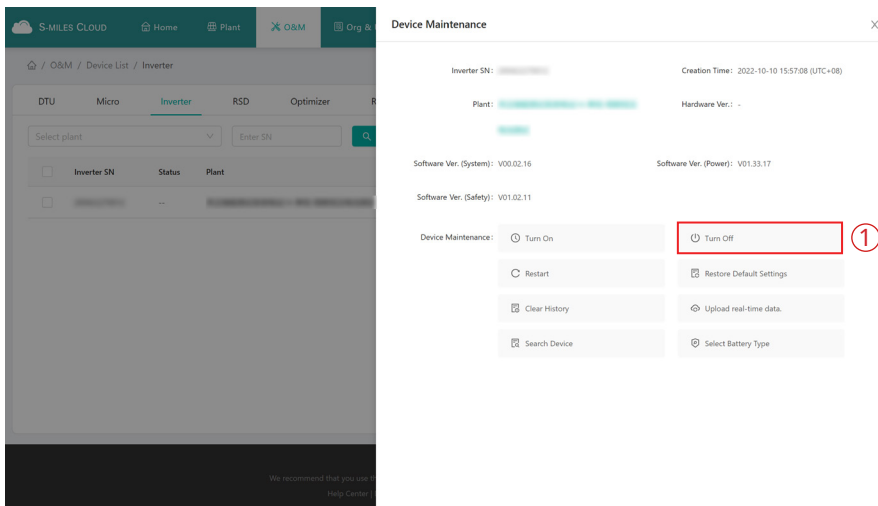 S-MILES CLOUD
Home
Plant
O&M
Org &
/ O&M / Device List / Inverter
DTU
Micro
Inverter
RSD
Optimizer
R
Select plant
Enter SN
Inverter SN
Status
Plant
--
We recommend that you use th
Help Center |
Device Maintenance
Inverter SN:
Creation Time: 2022-10-10 15:57:08 (UTC+08)
Plant:
Hardware Ver.: -
Software Ver. (System): V00.02.16
Software Ver. (Power): V01.33.17
Software Ver. (Safety): V01.02.11
Device Maintenance:
Turn On
Turn Off
1
Restart
Restore Default Settings
Clear History
Upload real-time data.
Search Device
Select Battery Type